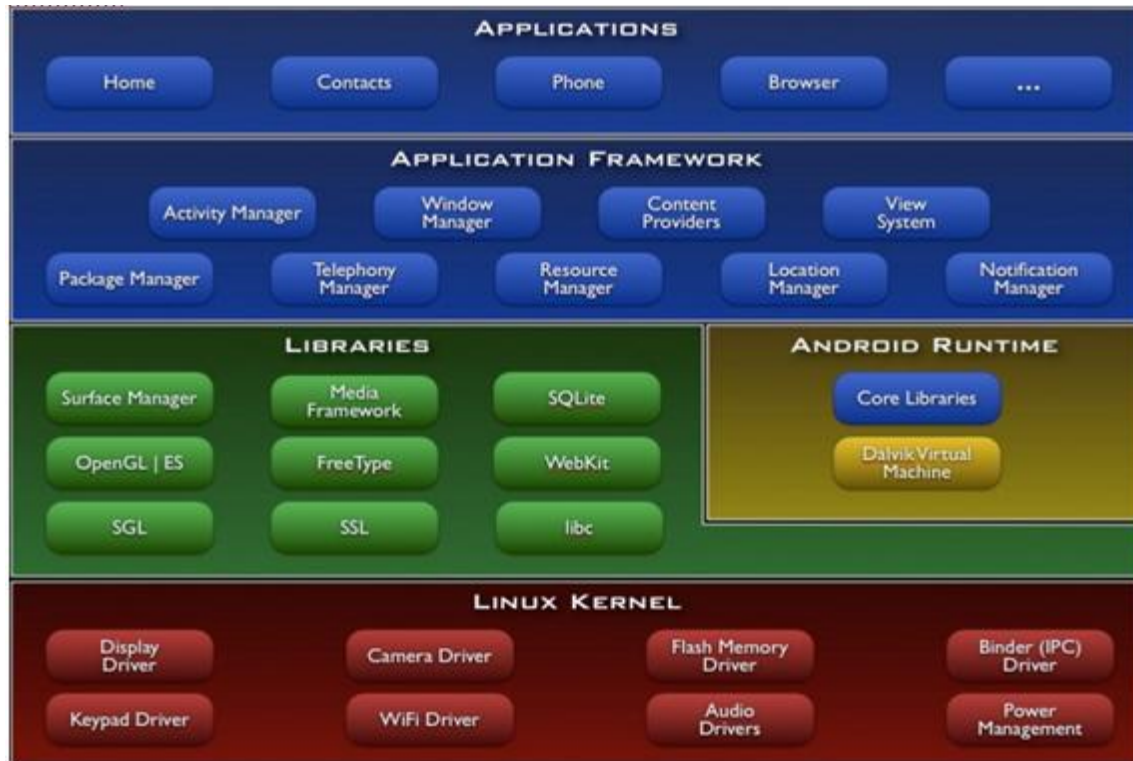 APPLICATIONS
Home Contacts Phone Browser ...
APPLICATION FRAMEWORK
Activity Manager
Window
Manager
Content
Providers
View
System
Package Manager
Telephony
Manager
Resource
Manager
Location
Manager
Notification
Manager
LIBRARIES
Surface Manager
Media
Framework
SQLite
OpenGL | ES
FreeType
WebKit
SGL
SSL
libc
ANDROID RUNTIME
Core Libraries
Dalvik Virtual
Machine
LINUX KERNEL
Display
Driver
Camera Driver
Flash Memory
Driver
Binder (IPC)
Driver
Keypad Driver
WiFi Driver
Audio
Drivers
Power
Management